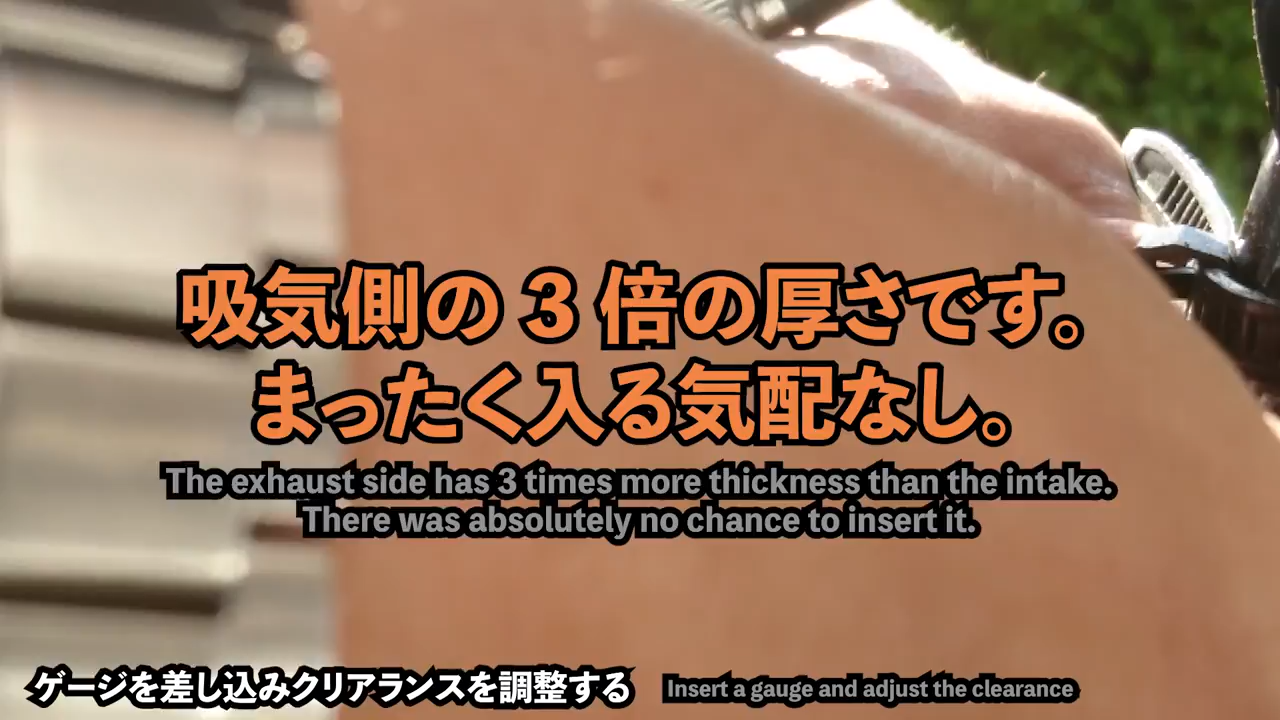 吸気側の 3 倍の厚さです。
まったく入る気配なし。
The exhaust side has 3 times more thickness than the intake.
There was absolutely no chance to insert it.
ゲージを差し込みクリアランスを調整する
Insert a gauge and adjust the clearance